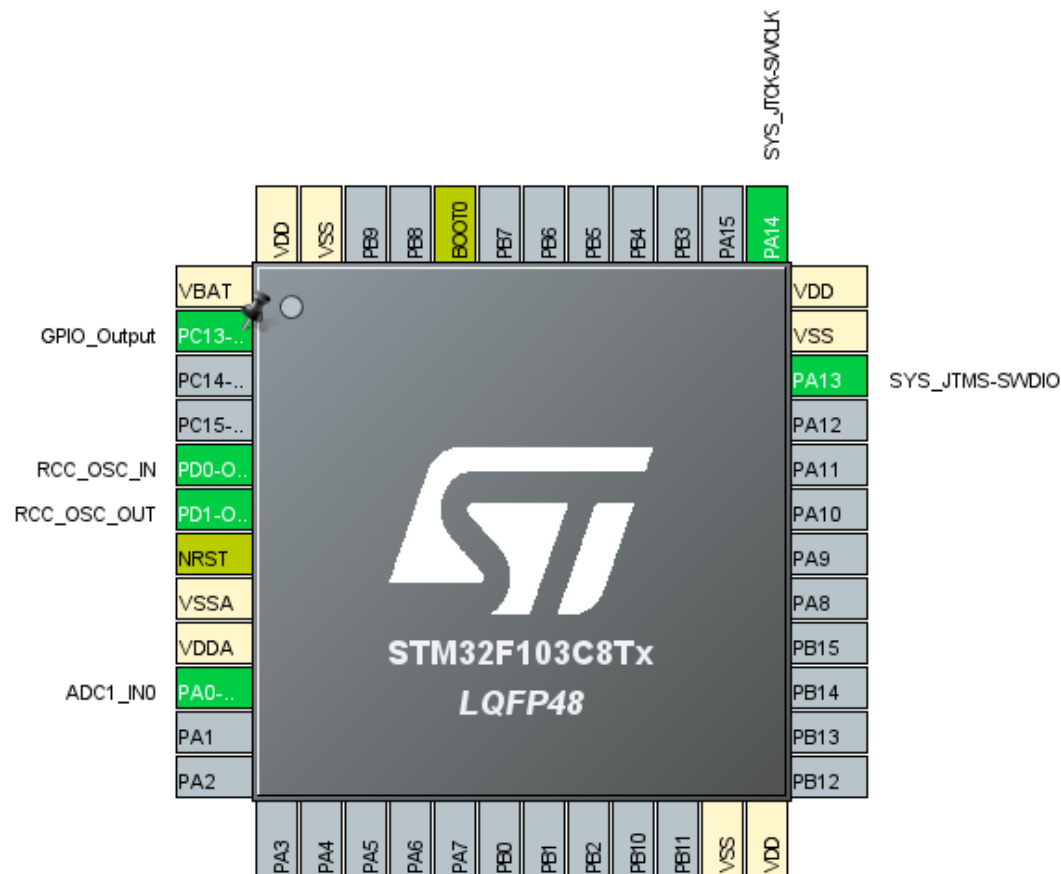 SYS_JTCK-SWCLK
VDD
VSS
PB9
PB8
BOOT0
PB7
PB6
PB5
PB4
PB3
PA15
PA14
VBAT
GPIO_Output PC13-..
PC14-..
PC15-..
RCC_OSC_IN PD0-O..
RCC_OSC_OUT PD1-O..
NRST
VSSA
VDDA
ADC1_IN0 PA0-..
PA1
PA2
ST
STM32F103C8Tx
LQFP48
VDD
VSS
PA13 SYS_JTMS-SWDIO
PA12
PA11
PA10
PA9
PA8
PB15
PB14
PB13
PB12
PA3
PA4
PA5
PA6
PA7
PB0
PB1
PB2
PB10
PB11
VSS
VDD